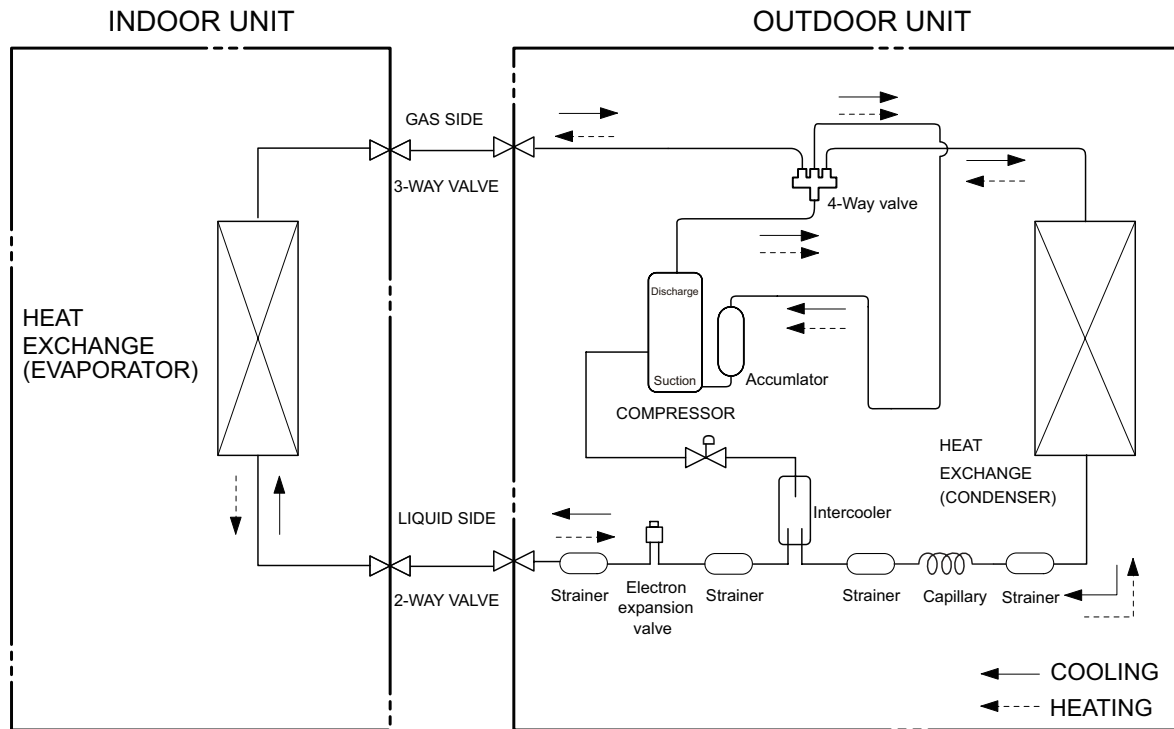 INDOOR UNIT
OUTDOOR UNIT
GAS SIDE
3-WAY VALVE
4-Way valve
Discharge
Suction
COMPRESSOR
Accumlator
HEAT
EXCHANGE
(EVAPORATOR)
HEAT
EXCHANGE
(CONDENSER)
Intercooler
LIQUID SIDE
2-WAY VALVE
Strainer
Electron
expansion
valve
Strainer
Strainer
Capillary
Strainer
COOLING
HEATING